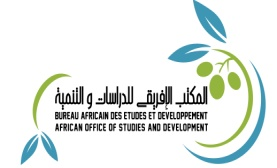 المكتب الإفريقي للدراسات و التنمية
BUREAU AFRICAIN DES ETUDES ET DEVELOPPEMENT
AFRICAN OFFICE OF STUDIES AND DEVELOPMENT